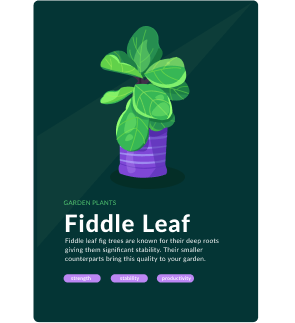 GARDEN PLANTS
Fiddle Leaf
Fiddle leaf fig trees are known for their deep roots
giving them significant stability. Their smaller
counterparts bring this quality to your garden.
strength stability productivity